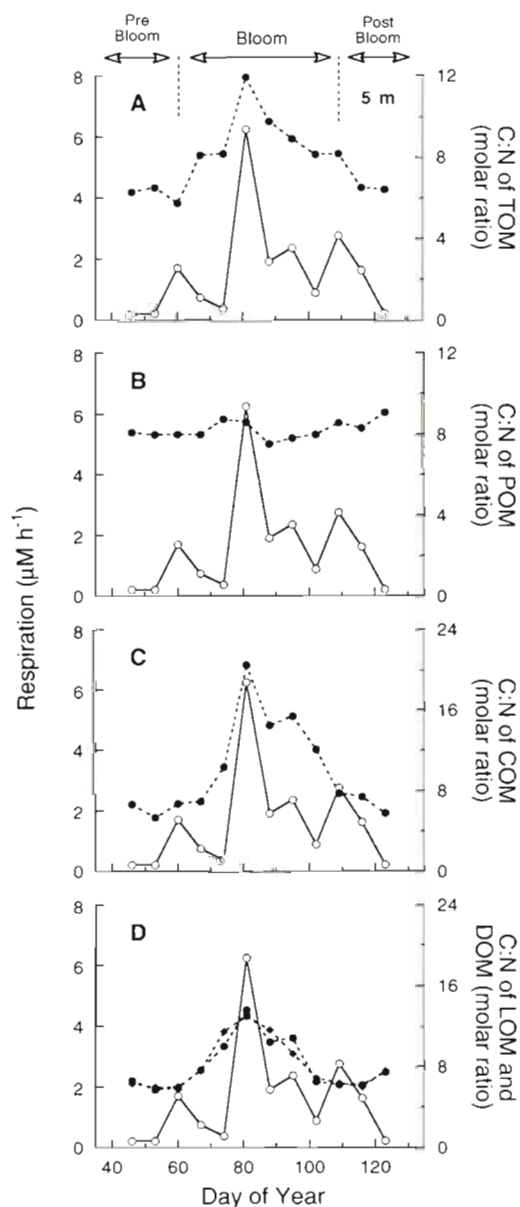 Pre Bloom
Bloom
Post Bloom
A
5 m
8
6
4
2
0
12
8
4
0
C:N of TOM
(molar ratio)
B
8
6
4
2
0
12
8
4
0
C:N of POM
(molar ratio)
Respiration (µM h⁻¹)
C
8
6
4
2
0
24
16
8
0
C:N of COM
(molar ratio)
D
8
6
4
2
0
24
16
8
0
C:N of LOM and
DOM (molar ratio)
40
60
80
100
120
Day of Year